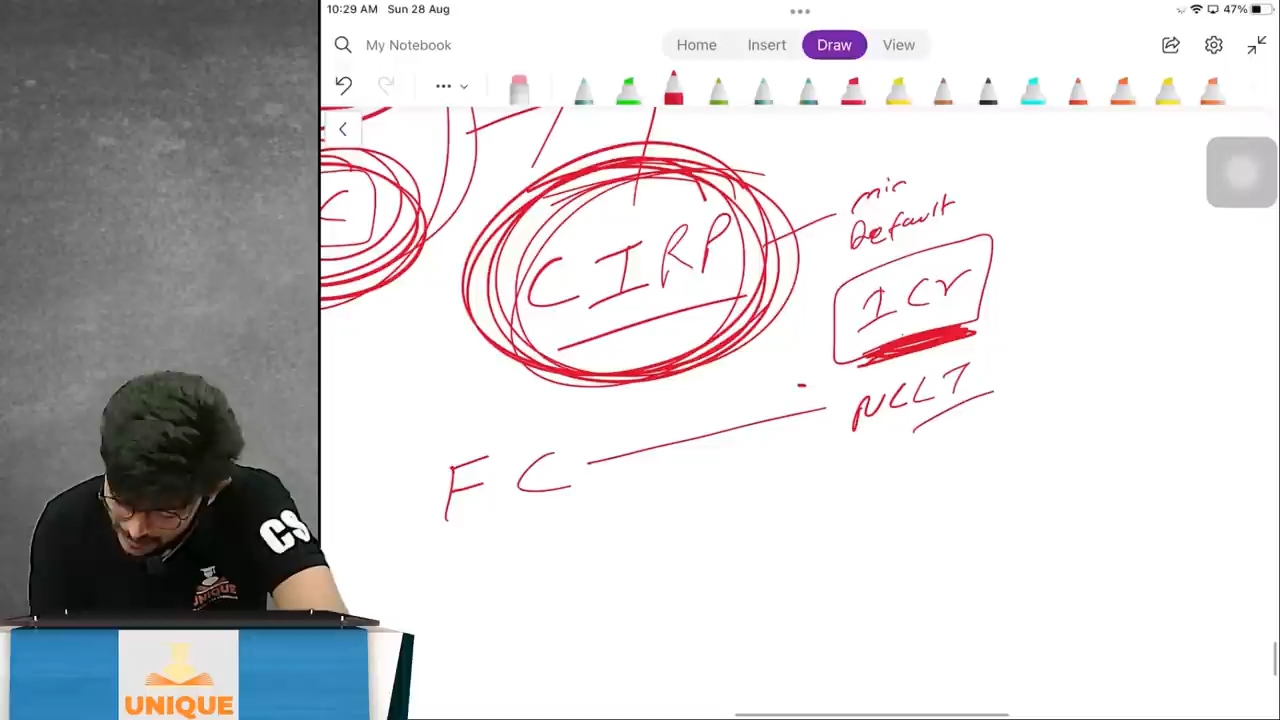 10:29 AM Sun 28 Aug
47%
My Notebook
Home Insert Draw View
CIRP
min
Default
1 Cr
NCLT
F C
CS
UNIQUE
UNIQUE